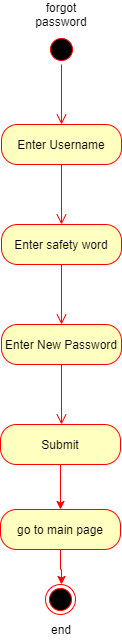 forgot
password
Enter Username
Enter safety word
Enter New Password
Submit
go to main page
end